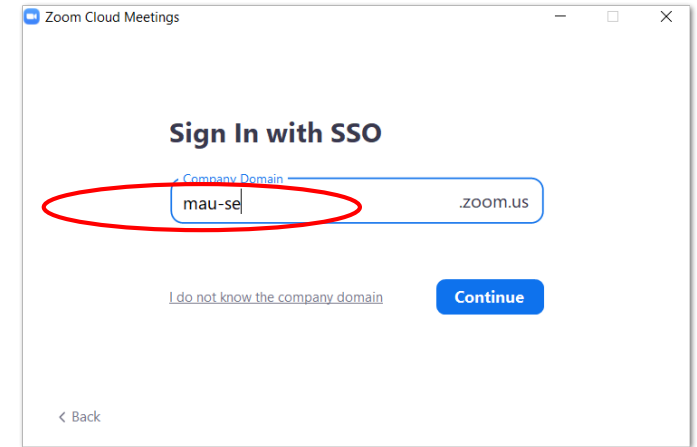 Zoom Cloud Meetings
Sign In with SSO
Company Domain
mau-se .zoom.us
I do not know the company domain
Continue
Back